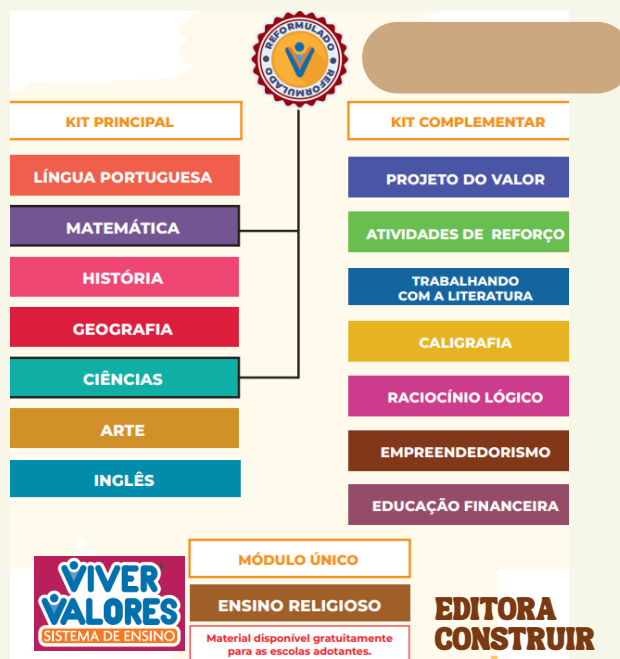 REFORMULADO
REFORMULADO
KIT PRINCIPAL
LÍNGUA PORTUGUESA
MATEMÁTICA
HISTÓRIA
GEOGRAFIA
CIÊNCIAS
ARTE
INGLÊS
KIT COMPLEMENTAR
PROJETO DO VALOR
ATIVIDADES DE REFORÇO
TRABALHANDO
COM A LITERATURA
CALIGRAFIA
RACIOCÍNIO LÓGICO
EMPREENDEDORISMO
EDUCAÇÃO FINANCEIRA
MÓDULO ÚNICO
ENSINO RELIGIOSO
Material disponível gratuitamente
para as escolas adotantes.
VIVER
VALORES
SISTEMA DE ENSINO
EDITORA
CONSTRUIR